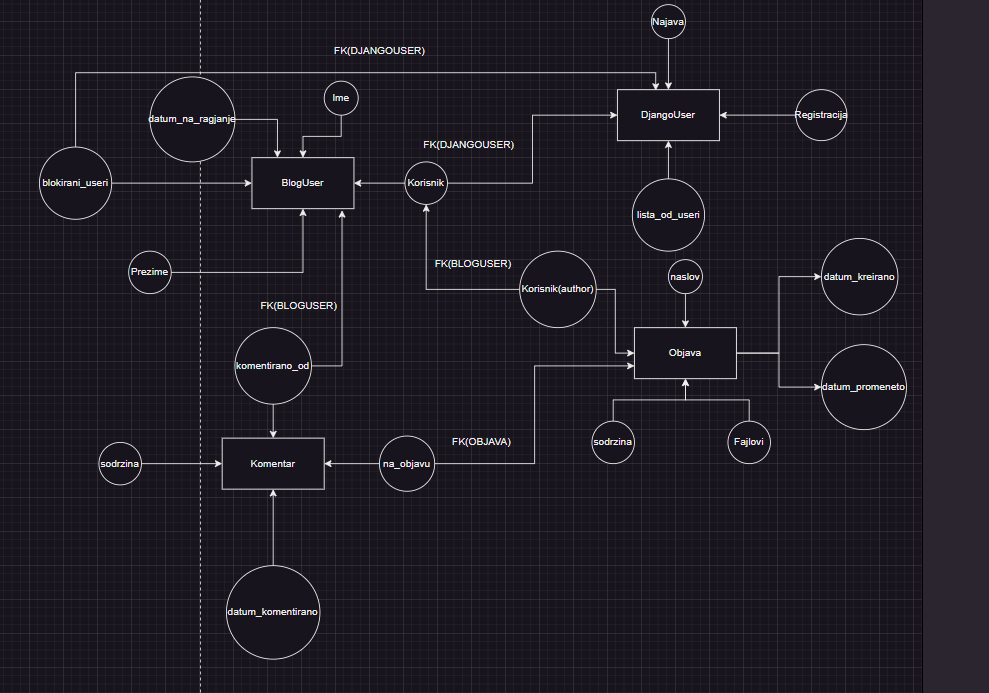 Najava
FK(DJANGOUSER)
Ime
datum_na_ragjanje
DjangoUser
Registracija
FK(DJANGOUSER)
blokirani_useri
BlogUser
Korisnik
lista_od_useri
Prezime
FK(BLOGUSER)
naslov
datum_kreirano
Korisnik(author)
FK(BLOGUSER)
Objava
komentirano_od
datum_promeneto
FK(OBJAVA)
sodrzina
Fajlovi
sodrzina
Komentar
na_objavu
datum_komentirano